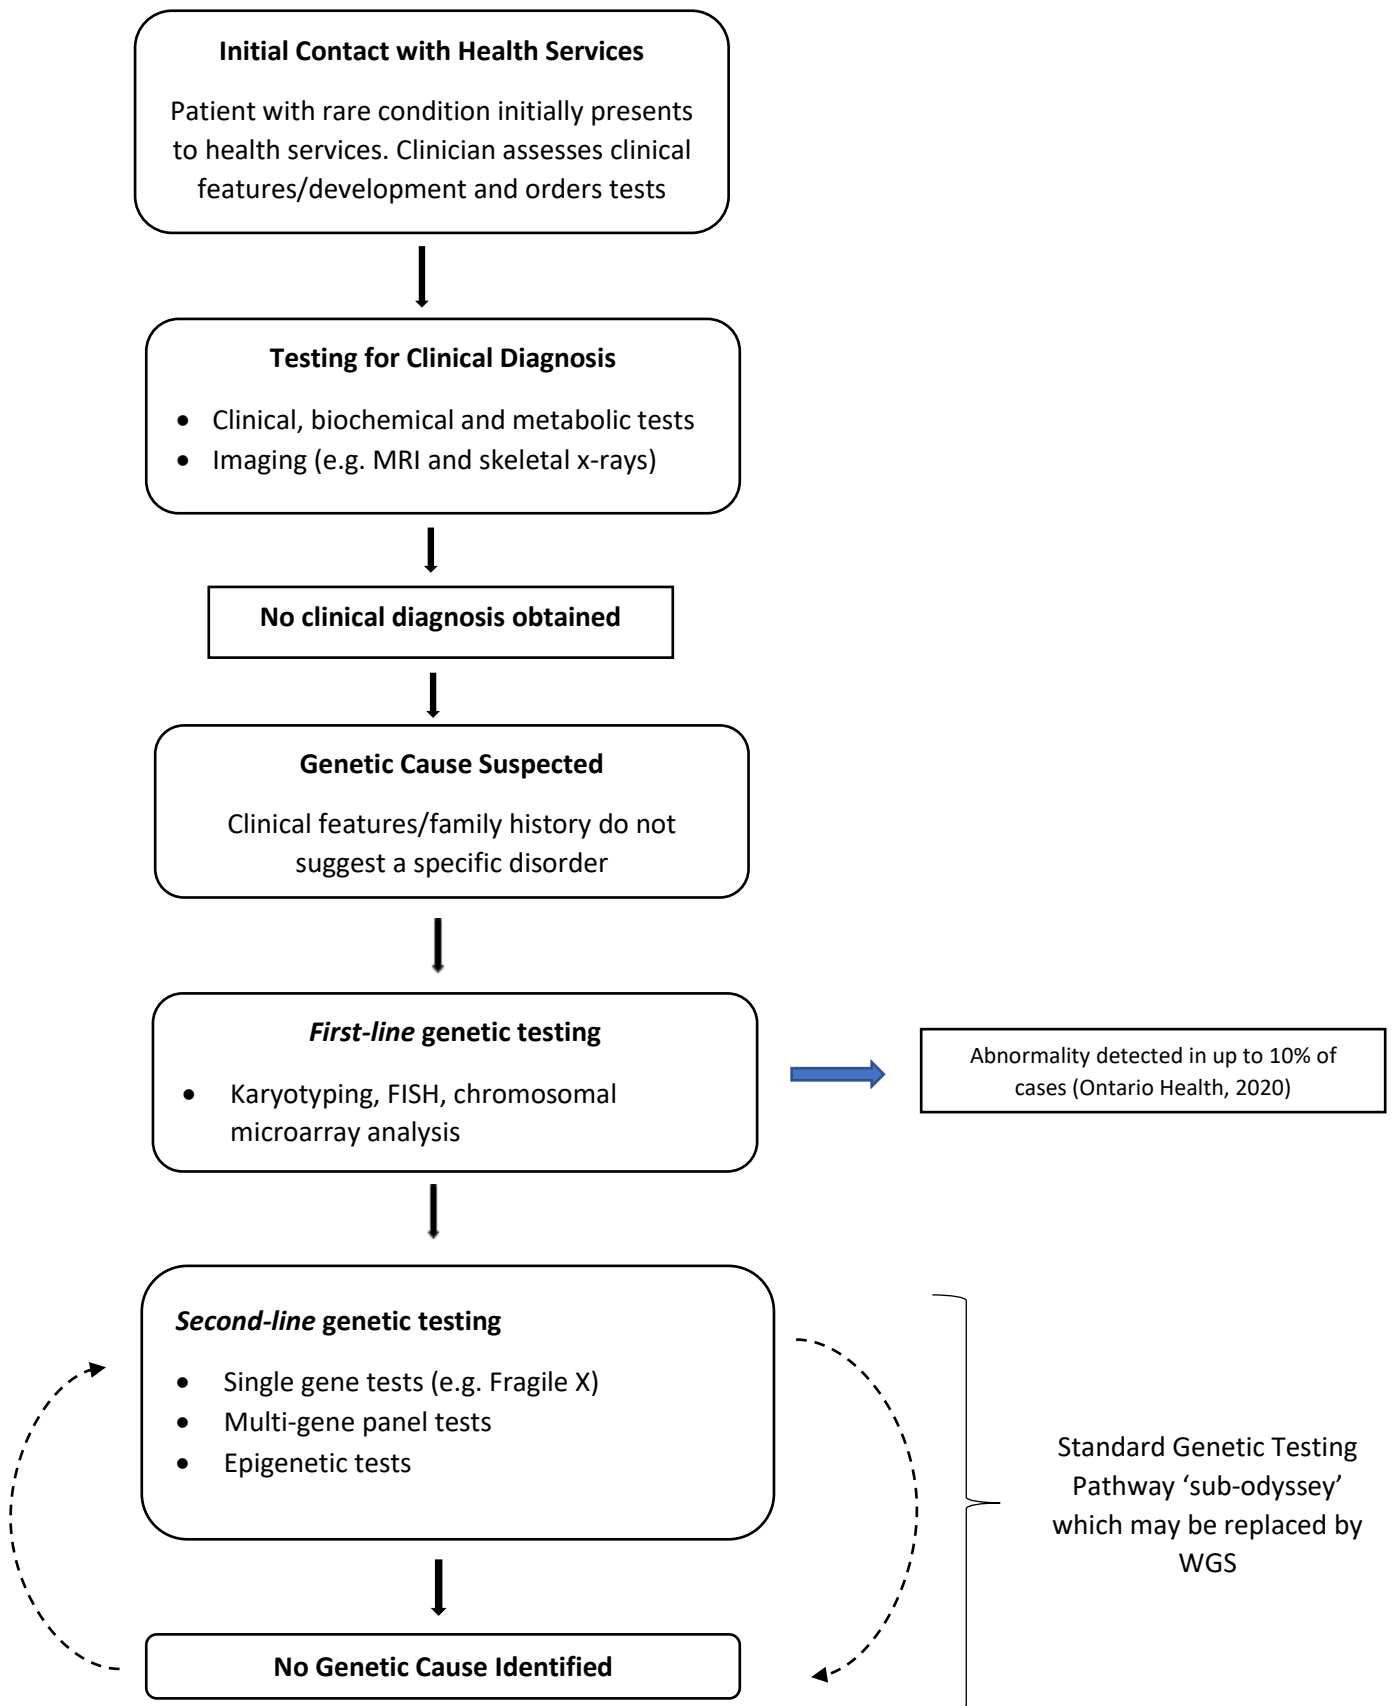 Initial Contact with Health Services
Patient with rare condition initially presents
to health services. Clinician assesses clinical
features/development and orders tests
Testing for Clinical Diagnosis
• Clinical, biochemical and metabolic tests
• Imaging (e.g. MRI and skeletal x-rays)
No clinical diagnosis obtained
Genetic Cause Suspected
Clinical features/family history do not
suggest a specific disorder
First-line genetic testing
• Karyotyping, FISH, chromosomal
microarray analysis
Abnormality detected in up to 10% of
cases (Ontario Health, 2020)
Second-line genetic testing
• Single gene tests (e.g. Fragile X)
• Multi-gene panel tests
• Epigenetic tests
Standard Genetic Testing
Pathway ‘sub-odyssey’
which may be replaced by
WGS
No Genetic Cause Identified